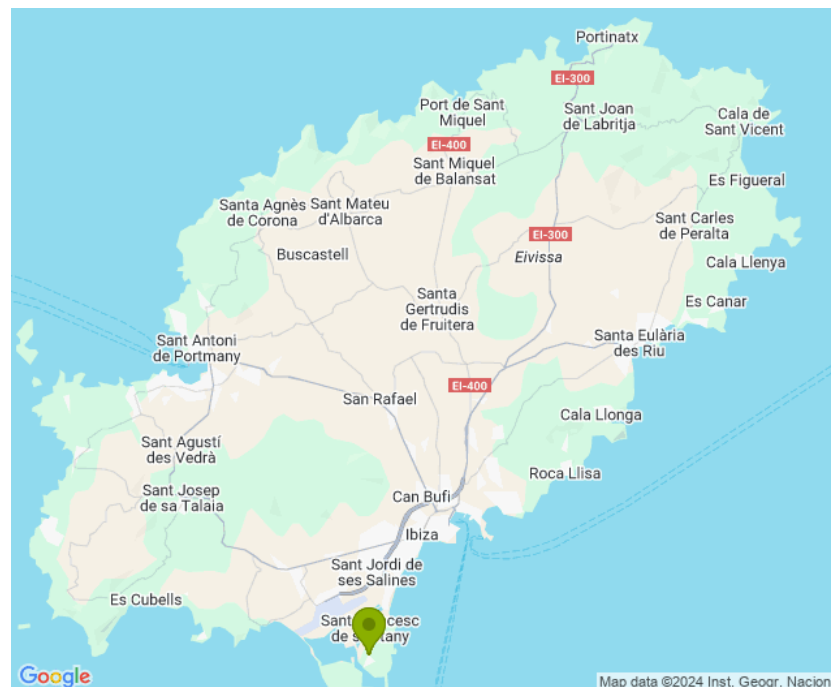 Portinatx
EI-300
Port de Sant
Miquel
Sant Joan
de Labritja
Cala de
Sant Vicent
EI-400
Sant Miquel
de Balansat
Es Figueral
Santa Agnès
de Corona
Sant Mateu
d'Albarca
Sant Carles
de Peralta
EI-300
Buscastell
Eivissa
Cala Llenya
Santa
Gertrudis
de Fruitera
Es Canar
Sant Antoni
de Portmany
Santa Eulària
des Riu
EI-400
San Rafael
Cala Llonga
Sant Agustí
des Vedrà
Roca Llisa
Sant Josep
de sa Talaia
Can Bufi
Ibiza
Sant Jordi de
ses Salines
Es Cubells
Google
Map data ©2024 Inst. Geogr. Nacion